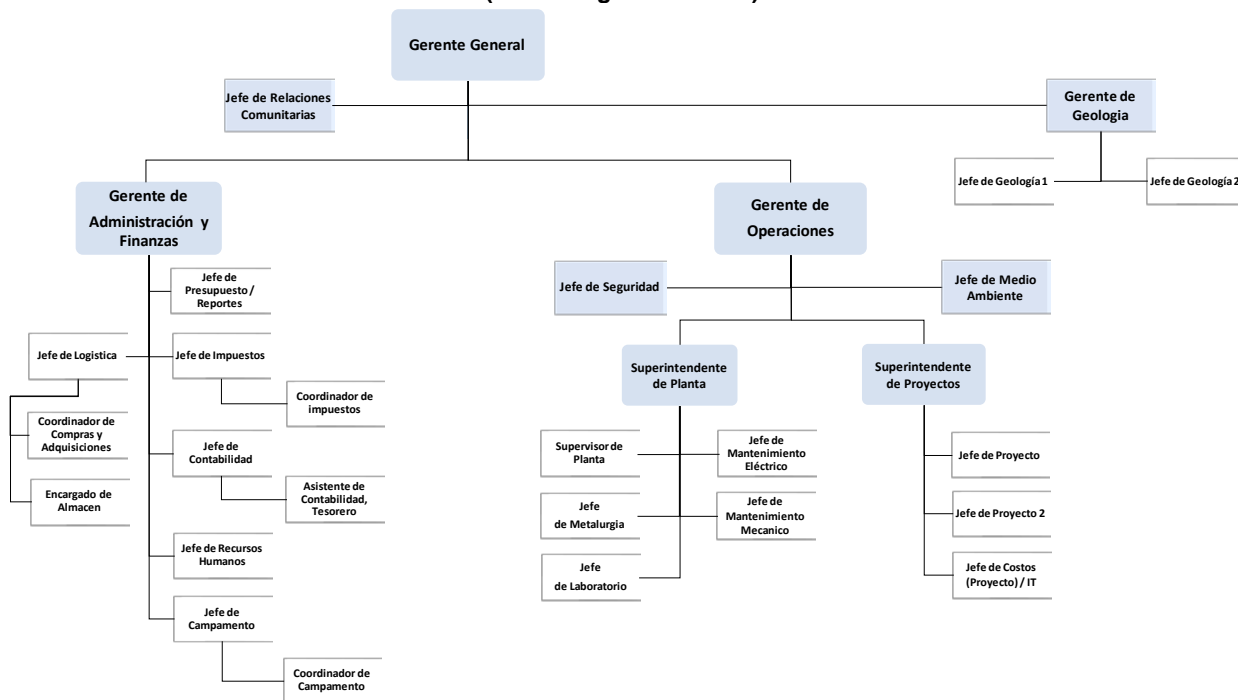 Gerente General
Jefe de Relaciones
Comunitarias
Gerente de
Geologia
Jefe de Geología 1
Jefe de Geología 2
Gerente de
Administración y
Finanzas
Gerente de
Operaciones
Jefe de
Presupuesto /
Reportes
Jefe de Seguridad
Jefe de Medio
Ambiente
Jefe de Logistica
Jefe de Impuestos
Superintendente
de Planta
Superintendente
de Proyectos
Coordinador de
impuestos
Coordinador de
Compras y
Adquisiciones
Jefe de
Contabilidad
Supervisor de
Planta
Jefe de
Mantenimiento
Eléctrico
Jefe de Proyecto
Encargado de
Almacen
Asistente de
Contabilidad,
Tesorero
Jefe
de Metalurgia
Jefe de
Mantenimiento
Mecanico
Jefe de Proyecto 2
Jefe de Recursos
Humanos
Jefe
de Laboratorio
Jefe de Costos
(Proyecto) / IT
Jefe de
Campamento
Coordinador de
Campamento